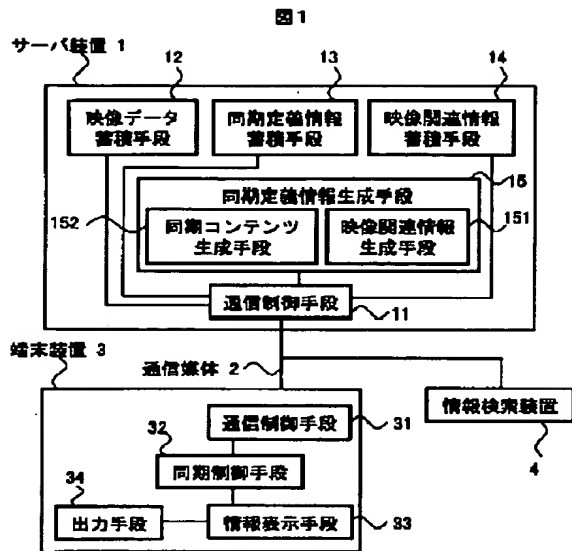 図1
サーバ装置 1
12
13
14
映像データ
蓄積手段
同期定義情報
蓄積手段
映像関連情報
蓄積手段
15
同期定義情報生成手段
152
同期コンテンツ
生成手段
映像関連情報
生成手段
151
通信制御手段
11
端末装置 3
通信媒体 2
通信制御手段
31
情報検索装置
4
32
同期制御手段
34
出力手段
情報表示手段
33